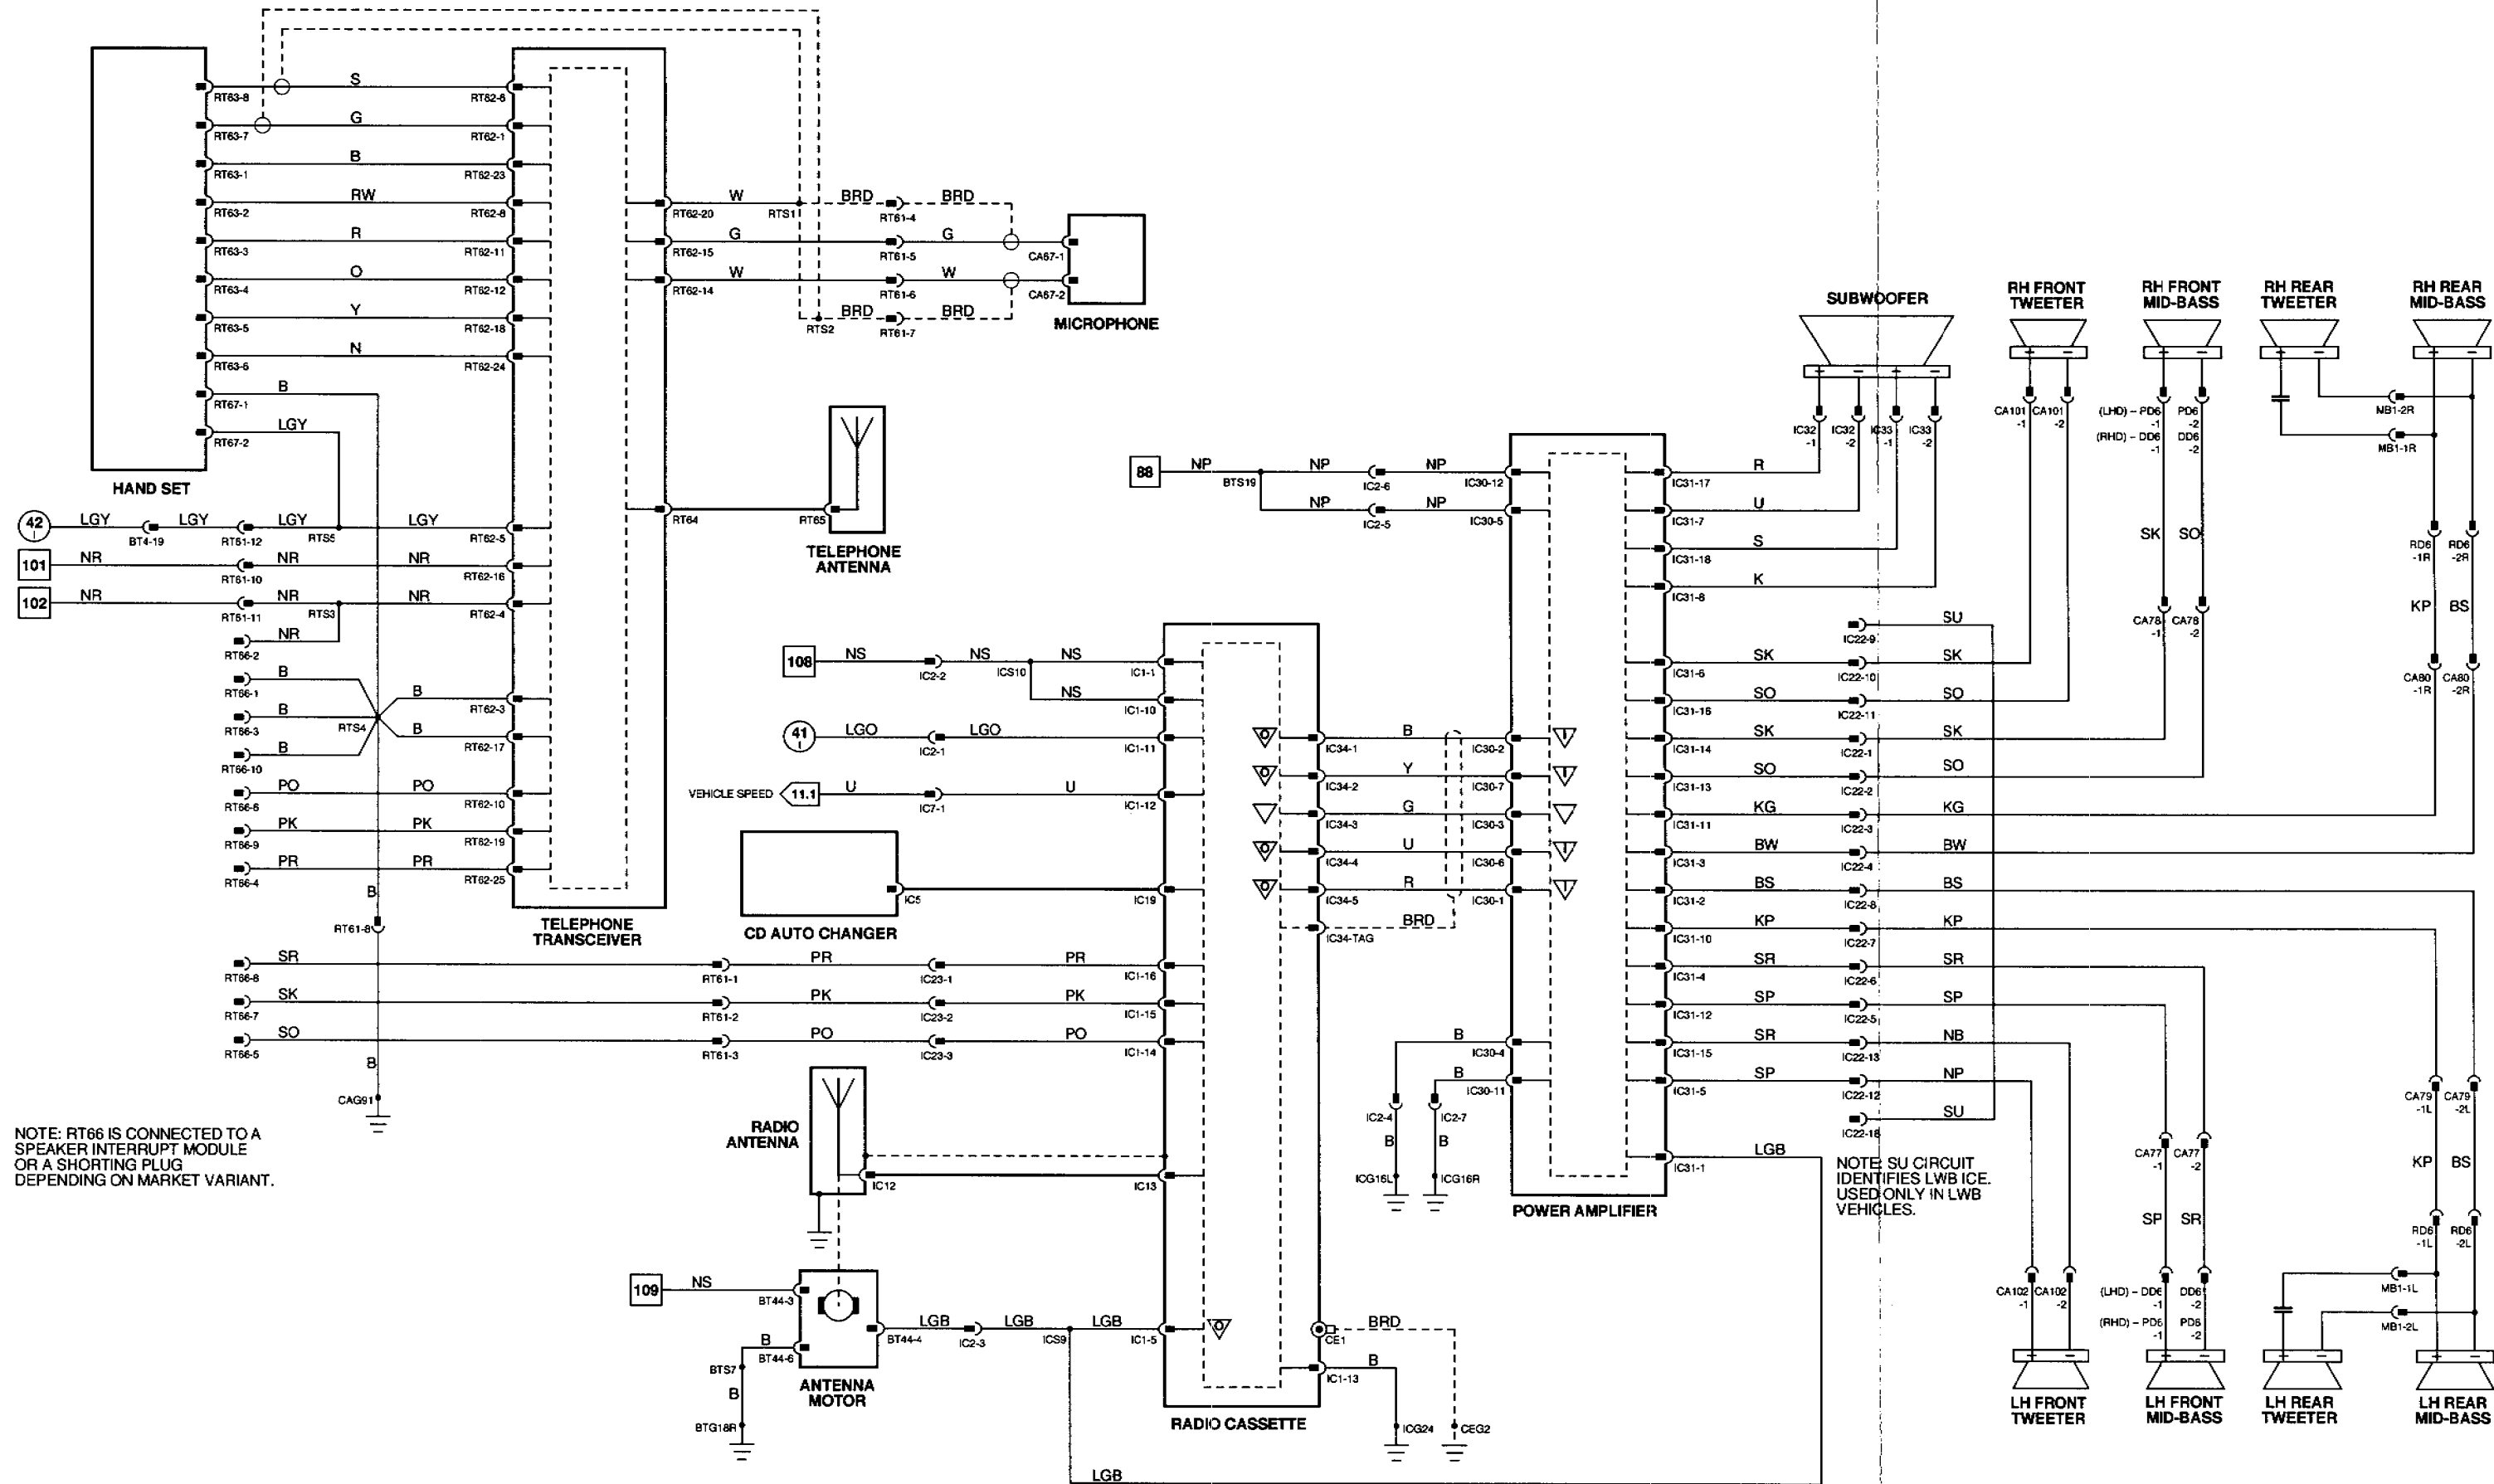 S
RT63-8
RT62-6
G
RT63-7
RT62-1
B
RT63-1
RT62-23
RW
RT63-2
RT62-8
R
RT63-3
RT62-11
O
RT63-4
RT62-12
Y
RT63-5
RT62-18
N
RT63-6
RT62-24
B
RT67-1
LGY
RT67-2
HAND SET
W
RT62-20
RTS1
BRD
RT61-4
BRD
G
RT62-15
RT61-5
G
CA67-1
W
RT62-14
RT61-6
W
CA67-2
RTS2
BRD
RT61-7
BRD
MICROPHONE
RT64
RT65
TELEPHONE
ANTENNA
42
I
LGY
BT4-19
LGY
RT61-12
LGY
RTS5
LGY
RT62-5
101
NR
RT61-10
NR
NR
RT62-16
102
NR
RT61-11
NR
RTS3
NR
RT62-4
NR
RT66-2
B
RT66-1
B
RT62-3
B
RT66-3
RTS4
B
RT62-17
B
RT66-10
PO
RT66-6
PO
RT62-10
PK
RT66-9
PK
RT62-19
PR
RT66-4
PR
RT62-25
B
RT61-8
TELEPHONE
TRANSCEIVER
SR
RT66-8
RT61-1
PR
IC23-1
PR
IC1-16
SK
RT66-7
RT61-2
PK
IC23-2
PK
IC1-15
SO
RT66-5
RT61-3
PO
IC23-3
PO
IC1-14
B
CAG91
NOTE: RT66 IS CONNECTED TO A
SPEAKER INTERRUPT MODULE
OR A SHORTING PLUG
DEPENDING ON MARKET VARIANT.
108
NS
IC2-2
NS
ICS10
NS
IC1-1
NS
IC1-10
41
I
LGO
IC2-1
LGO
IC1-11
VEHICLE SPEED
11.1
U
IC7-1
U
IC1-12
IC5
IC19
CD AUTO CHANGER
RADIO
ANTENNA
IC12
IC13
109
NS
BT44-3
B
BT44-6
BTS7
B
BTG18R
ANTENNA
MOTOR
BT44-4
LGB
IC2-3
LGB
ICS9
LGB
IC1-5
O
LGB
RADIO CASSETTE
O
IC34-1
B
IC30-2
I
O
IC34-2
Y
IC30-7
I
IC34-3
G
IC30-3
O
IC34-4
U
IC30-6
I
O
IC34-5
R
IC30-1
I
IC34-TAG
BRD
CE1
BRD
IC1-13
B
ICG24
CEG2
88
NP
BTS19
NP
IC2-6
NP
IC30-12
NP
IC2-5
NP
IC30-5
B
IC30-4
B
IC30-11
IC2-4
IC2-7
B
B
ICG16L
ICG16R
POWER AMPLIFIER
IC31-17
R
IC31-7
U
IC31-18
S
IC31-8
K
SUBWOOFER
+ − + −
IC32
-1
IC32
-2
IC33
-1
IC33
-2
IC22-9
SU
IC31-6
SK
IC22-10
SK
IC31-16
SO
IC22-11
SO
IC31-14
SK
IC22-1
SK
IC31-13
SO
IC22-2
SO
IC31-11
KG
IC22-3
KG
IC31-3
BW
IC22-4
BW
IC31-2
BS
IC22-8
BS
IC31-10
KP
IC22-7
KP
IC31-4
SR
IC22-6
SR
IC31-12
SP
IC22-5
SP
IC31-15
SR
IC22-13
NB
IC31-5
SP
IC22-12
NP
IC22-18
SU
IC31-1
LGB
NOTE: SU CIRCUIT
IDENTIFIES LWB ICE.
USED ONLY IN LWB
VEHICLES.
RH FRONT
TWEETER
+ −
CA101
-1
CA101
-2
RH FRONT
MID-BASS
+ −
(LHD) – PD6
-1
PD6
-2
(RHD) – DD6
-1
DD6
-2
SK
SO
CA78
-1
CA78
-2
RH REAR
TWEETER
+ −
MB1-2R
MB1-1R
RH REAR
MID-BASS
+ −
RD6
-1R
RD6
-2R
KP
BS
CA80
-1R
CA80
-2R
CA79
-1L
CA79
-2L
KP
BS
RD6
-1L
RD6
-2L
MB1-1L
MB1-2L
CA77
-1
CA77
-2
SP
SR
(LHD) – DD6
-1
DD6
-2
(RHD) – PD6
-1
PD6
-2
CA102
-1
CA102
-2
+ −
LH FRONT
TWEETER
+ −
LH FRONT
MID-BASS
+ −
LH REAR
TWEETER
+ −
LH REAR
MID-BASS